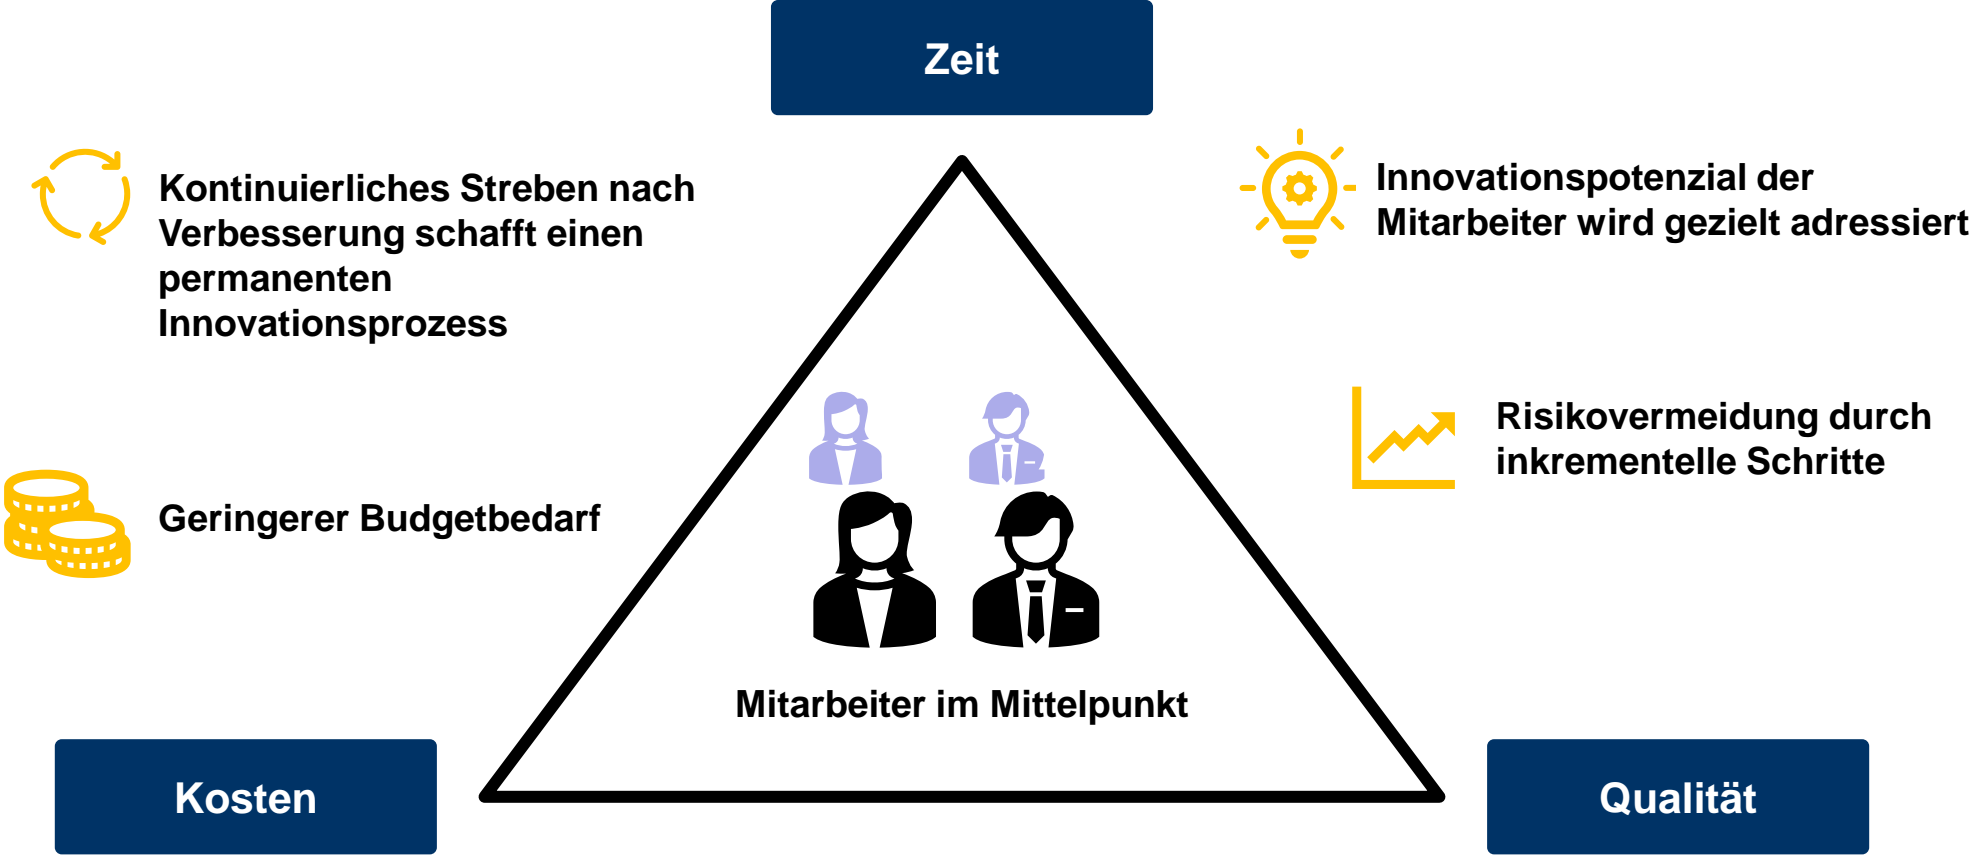 Zeit
Kontinuierliches Streben nach
Verbesserung schafft einen
permanenten
Innovationsprozess
Innovationspotenzial der
Mitarbeiter wird gezielt adressiert
Risikovermeidung durch
inkrementelle Schritte
Geringerer Budgetbedarf
Mitarbeiter im Mittelpunkt
Kosten
Qualität